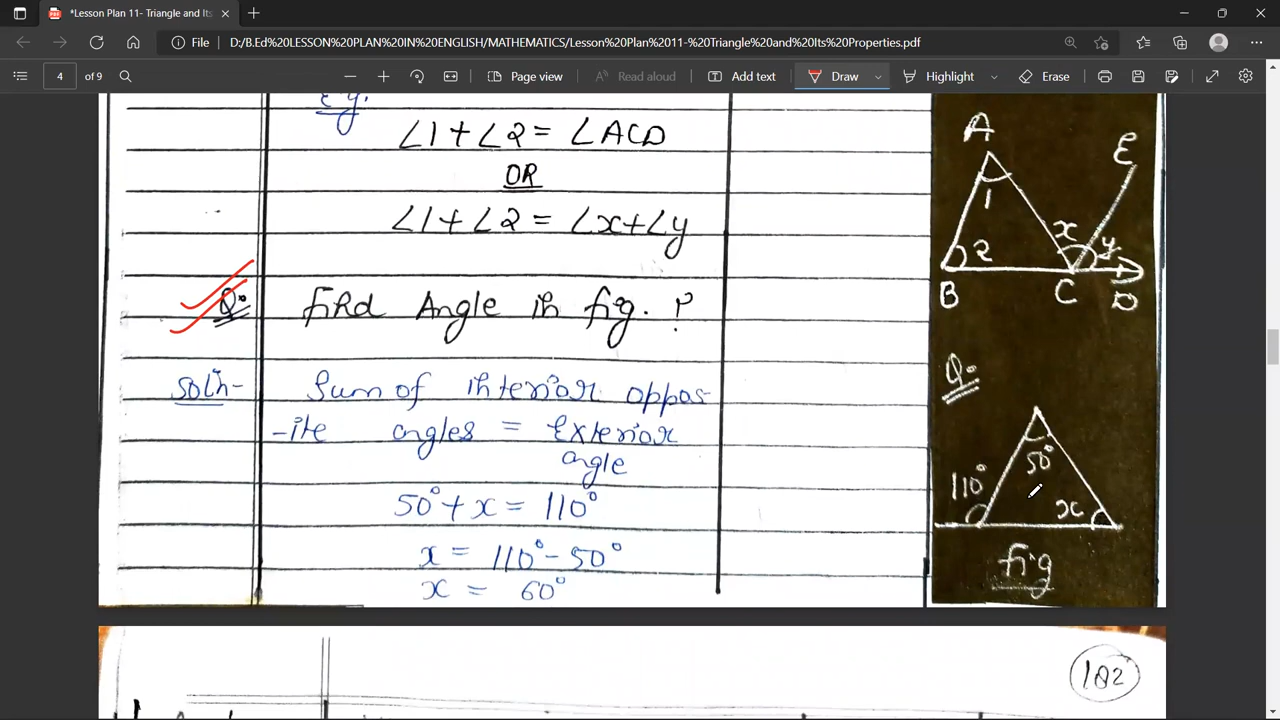 *Lesson Plan 11- Triangle and Its
File
D:/B.Ed%20LESSON%20PLAN%20IN%20ENGLISH/MATHEMATICS/Lesson%20Plan%2011-%20Triangle%20and%20Its%20Properties.pdf
4 of 9
Page view
Read aloud
Add text
Draw
Highlight
Erase
Eg.
∠1+∠2 = ∠ACD
OR
∠1+∠2 = ∠x+∠y
Q. find Angle in fig. ?
Soln- Sum of interior oppos
-ite angles = Exterior
angle
50°+x = 110°
x = 110°-50°
x = 60°
A
E
1
x
y
2
B C D
Q.
50°
110°
x
fig
102